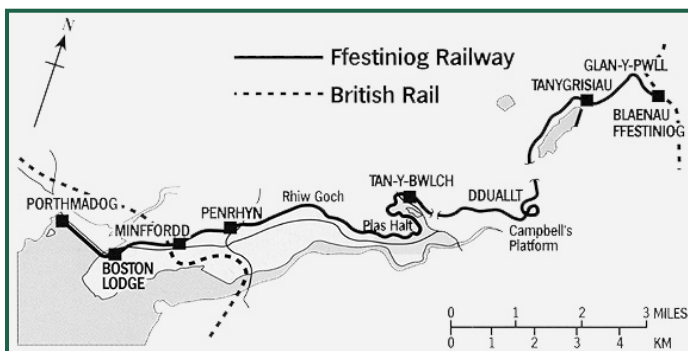 N
Ffestiniog Railway
British Rail
GLAN-Y-PWLL
TANYGRISIAU
BLAENAU
FFESTINIOG
TAN-Y-BWLCH
DDUALLT
Campbell's
Platform
Plas Halt
Rhiw Goch
PENRHYN
MINFFORDD
PORTHMADOG
BOSTON
LODGE
0 1 2 3 MILES
0 1 2 3 4 KM